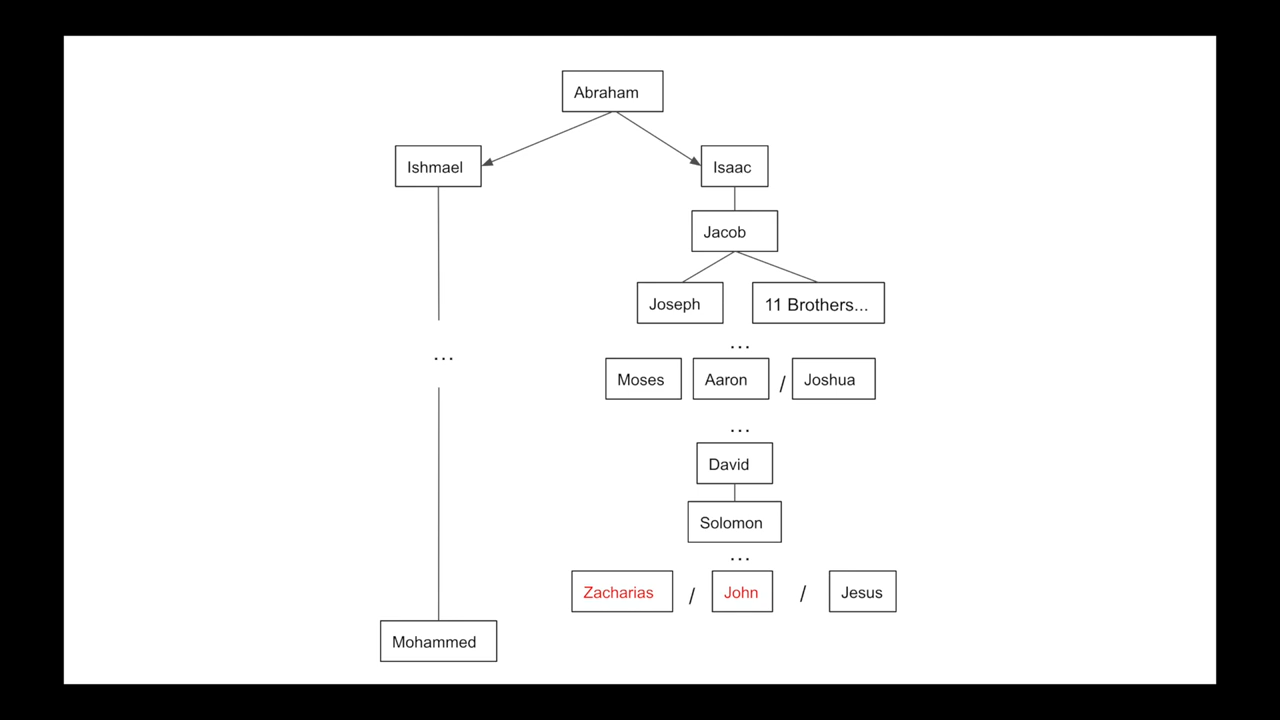 Abraham
Ishmael
Isaac
Jacob
Joseph
11 Brothers...
...
...
Moses
Aaron
/
Joshua
...
David
Solomon
...
Zacharias
/
John
/
Jesus
Mohammed